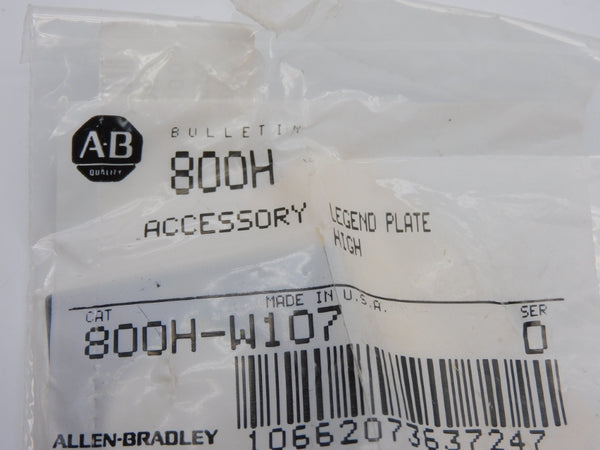 A-B
QUALITY
BULLETIN
800H
ACCESSORY LEGEND PLATE
HIGH
MADE IN U.S.A.
CAT SER
800H-W107 0
ALLEN-BRADLEY 10662073637247